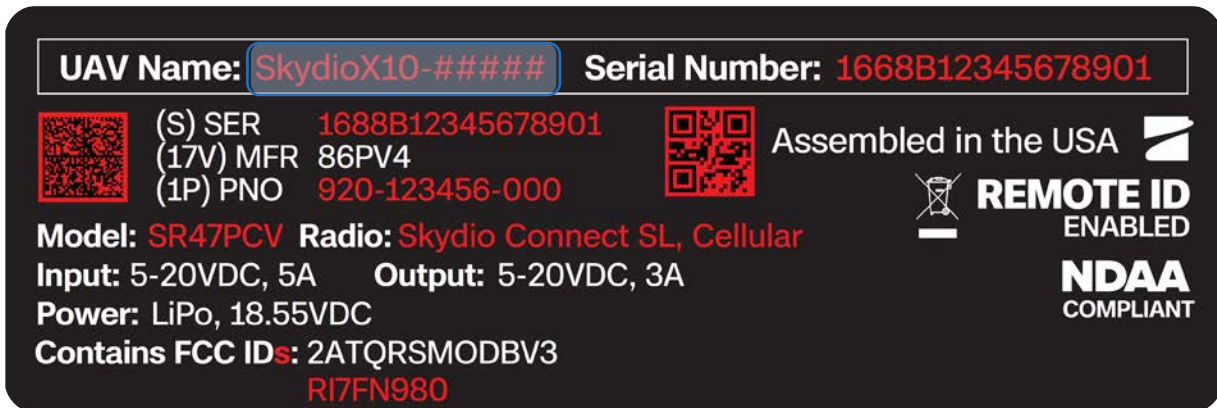 UAV Name: SkydioX10-##### Serial Number: 1668B12345678901
(S) SER 1688B12345678901
(17V) MFR 86PV4
(1P) PNO 920-123456-000
Assembled in the USA
REMOTE ID
ENABLED
Model: SR47PCV Radio: Skydio Connect SL, Cellular
Input: 5-20VDC, 5A Output: 5-20VDC, 3A
Power: LiPo, 18.55VDC
NDAA
COMPLIANT
Contains FCC IDs: 2ATQRSMODBV3
RI7FN980